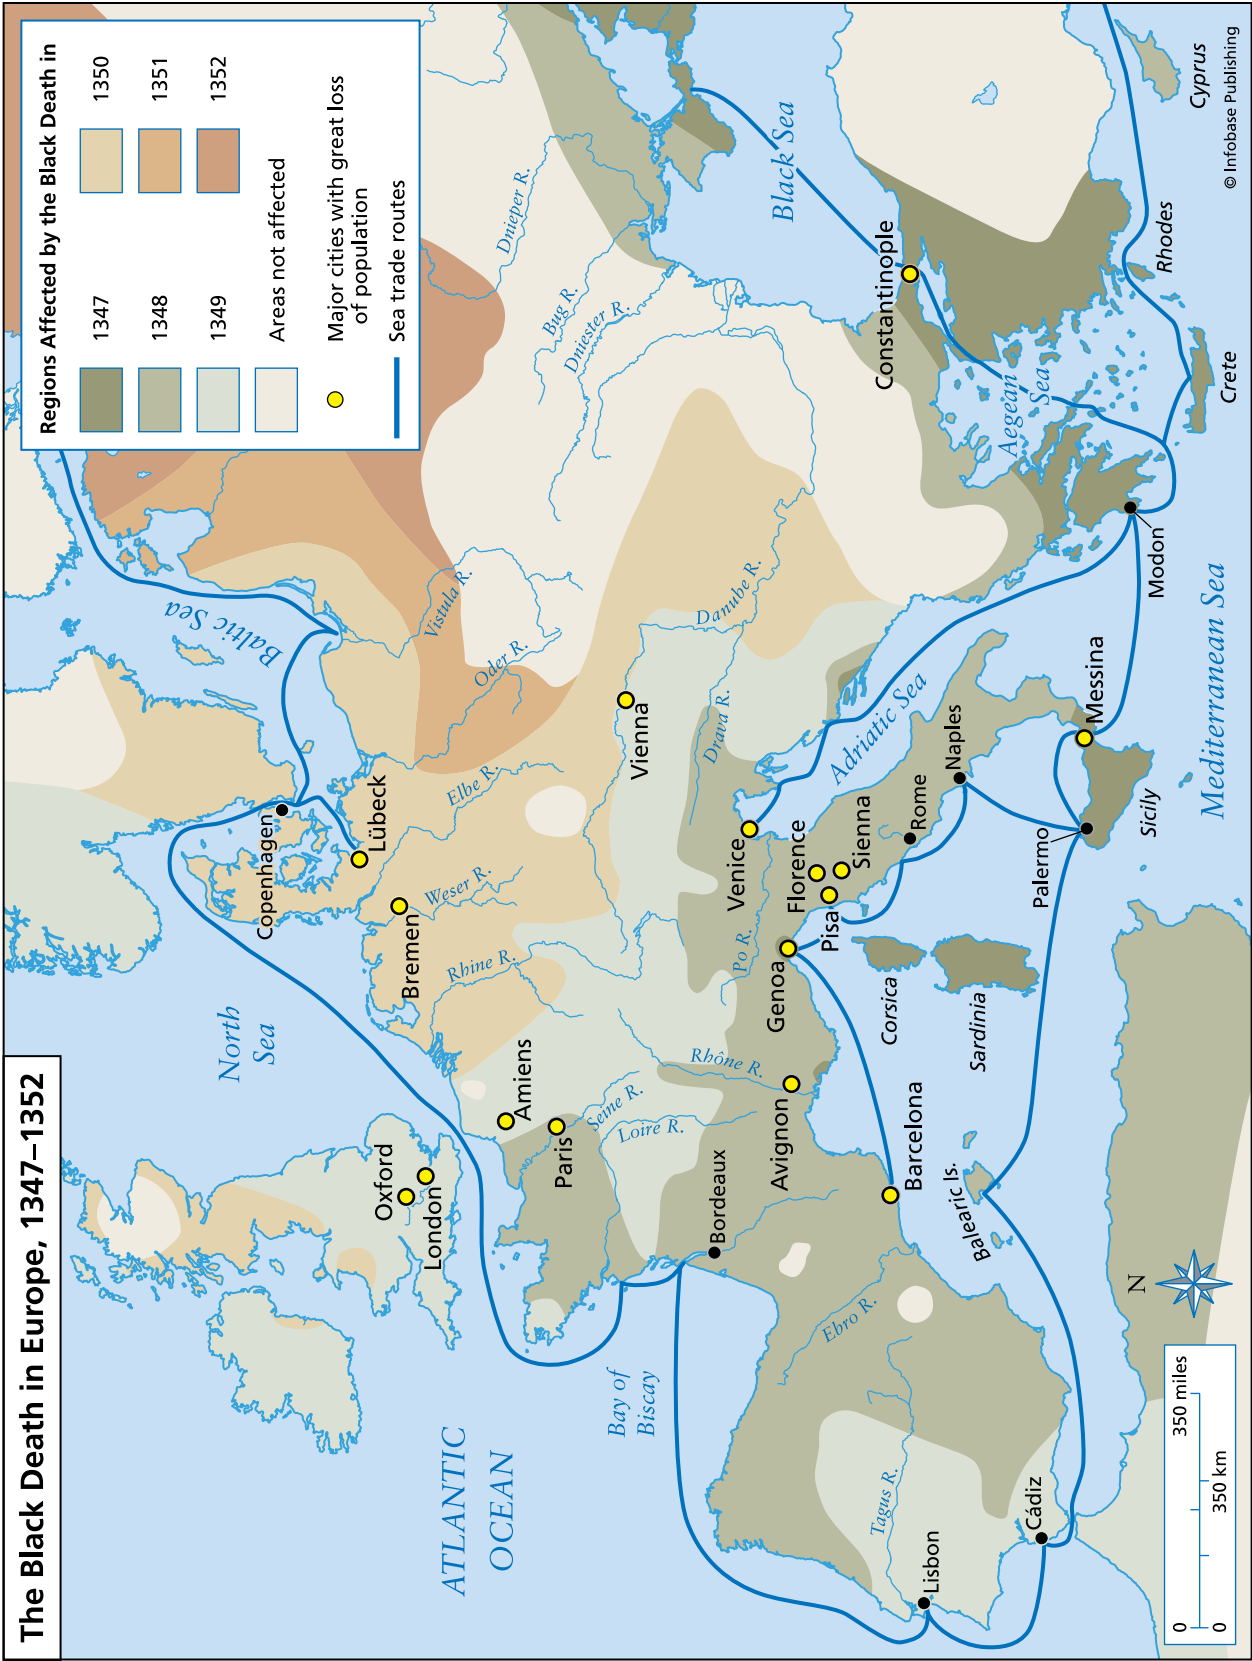 The Black Death in Europe, 1347–1352
Regions Affected by the Black Death in
1347
1348
1349
1350
1351
1352
Areas not affected
Major cities with great loss
of population
Sea trade routes
North
Sea
Baltic Sea
ATLANTIC
OCEAN
Bay of
Biscay
Black Sea
Aegean
Sea
Adriatic Sea
Mediterranean Sea
Copenhagen
Lübeck
Bremen
Oxford
London
Amiens
Paris
Bordeaux
Avignon
Barcelona
Lisbon
Cádiz
Vienna
Venice
Genoa
Florence
Pisa
Sienna
Rome
Naples
Palermo
Messina
Modon
Constantinople
Corsica
Sardinia
Sicily
Balearic Is.
Crete
Rhodes
Cyprus
Dnieper R.
Bug R.
Dniester R.
Vistula R.
Oder R.
Elbe R.
Weser R.
Rhine R.
Danube R.
Drava R.
Po R.
Rhône R.
Seine R.
Loire R.
Ebro R.
Tagus R.
N
0 350 miles
0 350 km
© Infobase Publishing